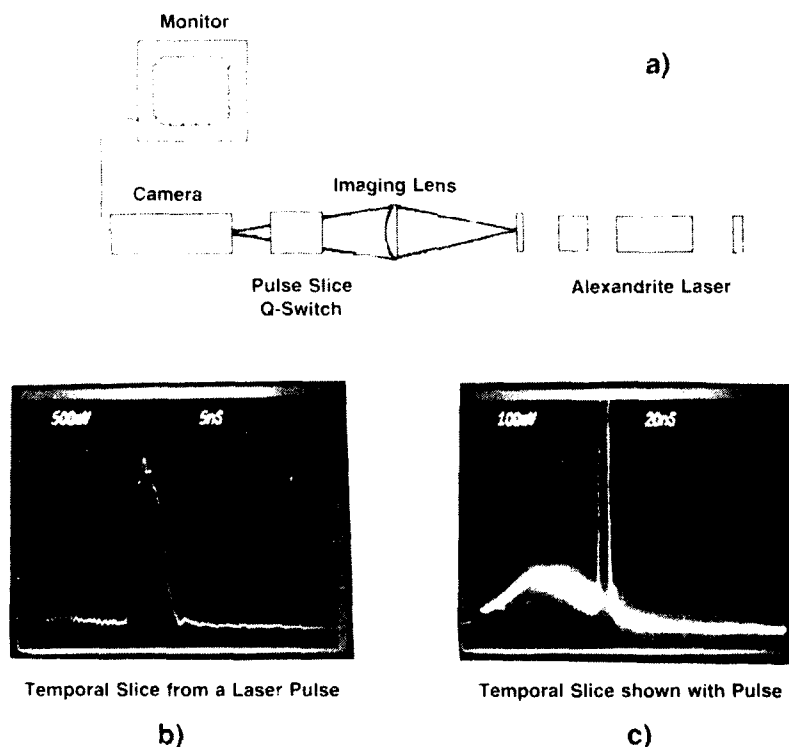 Monitor
a)
Camera
Imaging Lens
Pulse Slice
Q-Switch
Alexandrite Laser
500mV 5nS
100mV 20nS
Temporal Slice from a Laser Pulse
Temporal Slice shown with Pulse
b)
c)